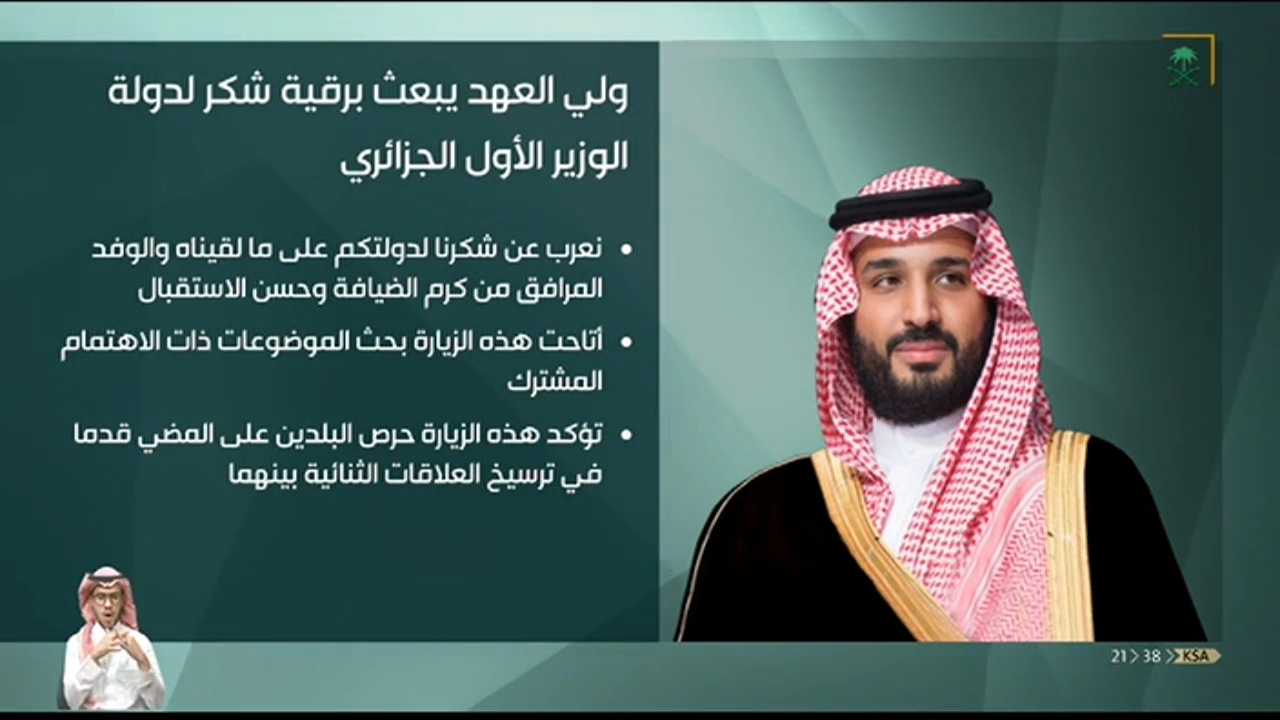 ولي العهد يبعث برقية شكر لدولة
الوزير الأول الجزائري
• نعرب عن شكرنا لدولتكم على ما لقيناه والوفد
المرافق من كرم الضيافة وحسن الاستقبال
• أتاحت هذه الزيارة بحث الموضوعات ذات الاهتمام
المشترك
• تؤكد هذه الزيارة حرص البلدين على المضي قدما
في ترسيخ العلاقات الثنائية بينهما
21 > 38 >> KSA